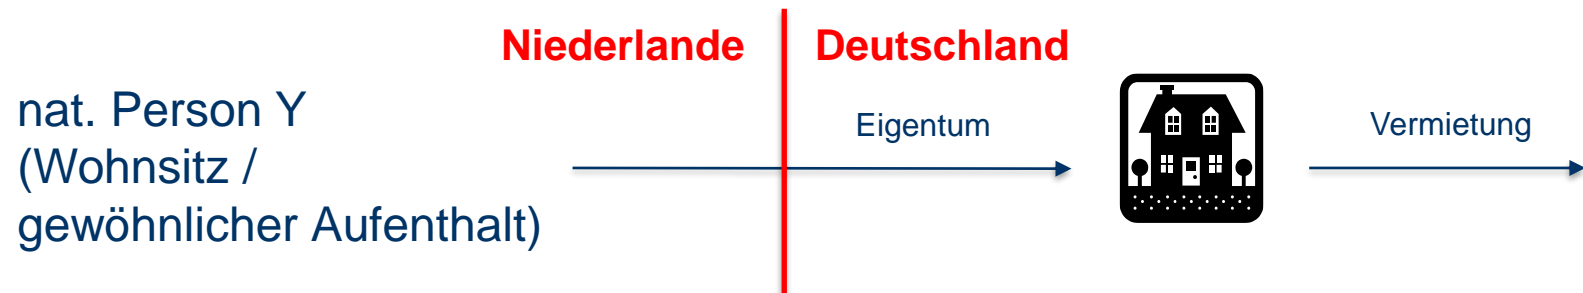 Niederlande
Deutschland
nat. Person Y
(Wohnsitz /
gewöhnlicher Aufenthalt)
Eigentum
Vermietung